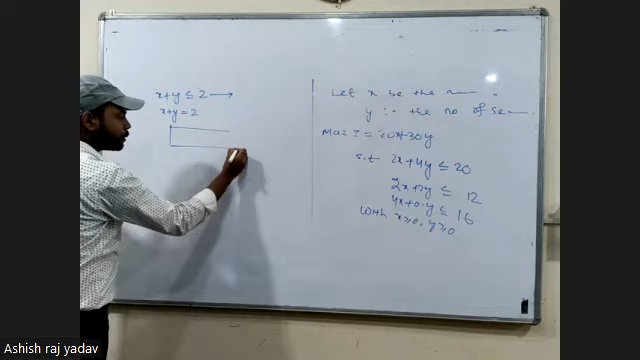 x+y ≤ 2 →
x+y = 2
Let x be the
y :- the no. of se
max z = 20x+30y
s.t 2x+4y ≤ 20
2x+2y ≤ 12
4x+0.y ≤ 16
with x≥0, y≥0
Ashish raj yadav